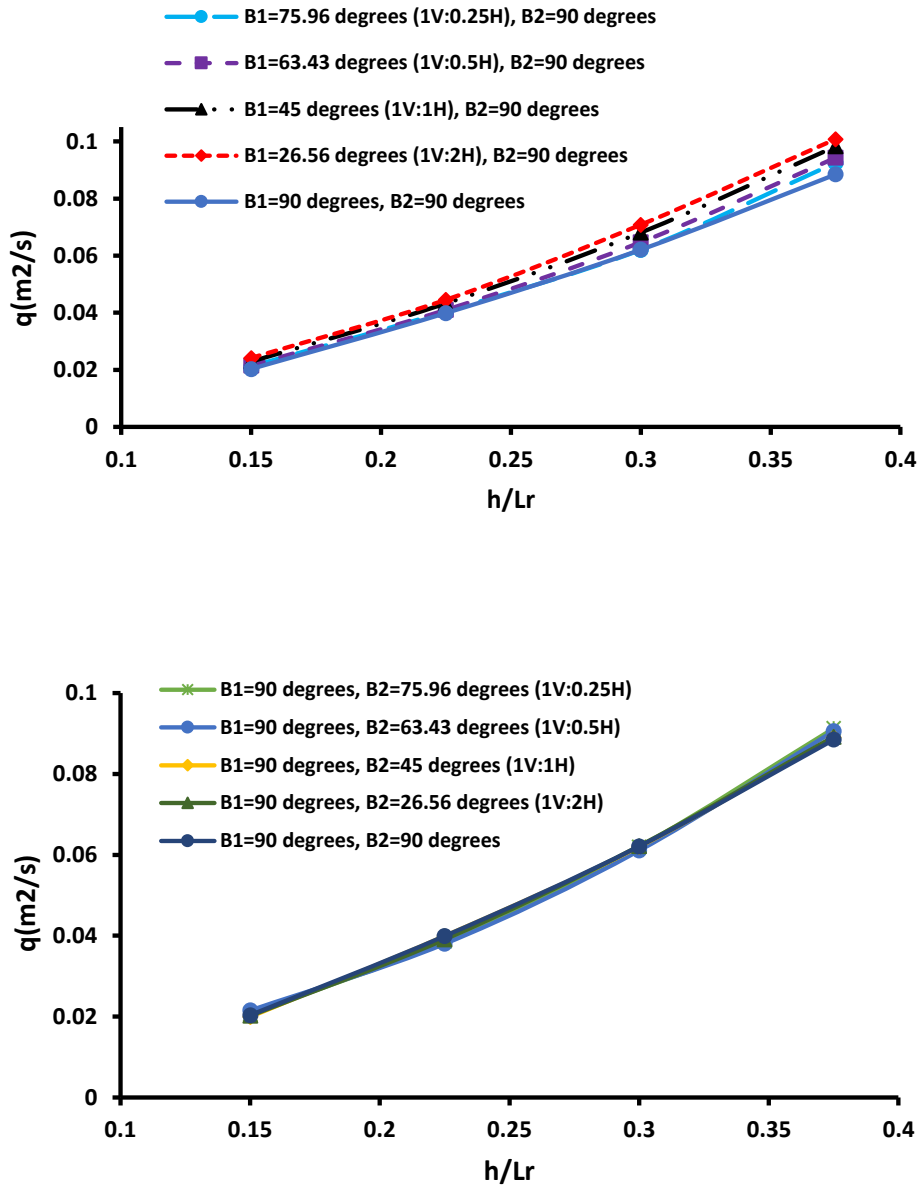 B1=75.96 degrees (1V:0.25H), B2=90 degrees
B1=63.43 degrees (1V:0.5H), B2=90 degrees
B1=45 degrees (1V:1H), B2=90 degrees
B1=26.56 degrees (1V:2H), B2=90 degrees
B1=90 degrees, B2=90 degrees
q(m2/s)
0.1
0.08
0.06
0.04
0.02
0
0.1 0.15 0.2 0.25 0.3 0.35 0.4
h/Lr
B1=90 degrees, B2=75.96 degrees (1V:0.25H)
B1=90 degrees, B2=63.43 degrees (1V:0.5H)
B1=90 degrees, B2=45 degrees (1V:1H)
B1=90 degrees, B2=26.56 degrees (1V:2H)
B1=90 degrees, B2=90 degrees
q(m2/s)
0.1
0.08
0.06
0.04
0.02
0
0.1 0.15 0.2 0.25 0.3 0.35 0.4
h/Lr